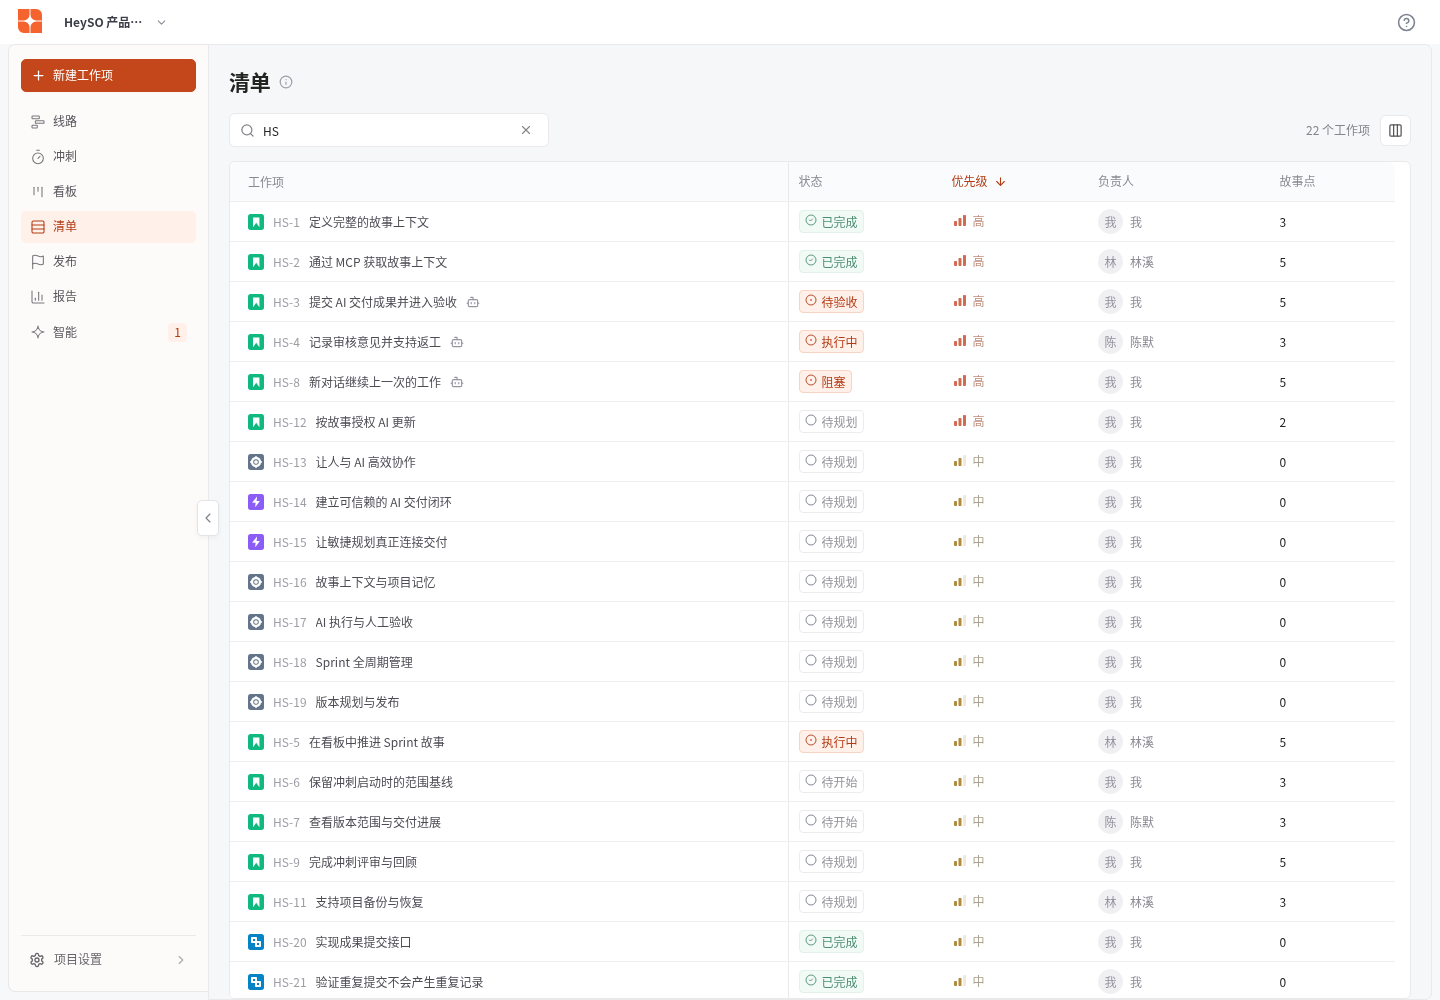 HeySO 产品…
新建工作项
线路
冲刺
看板
清单
发布
报告
智能 1
项目设置
清单
HS
22 个工作项
工作项 状态 优先级 负责人 故事点
HS-1 定义完整的故事上下文 已完成 高 我 我 3
HS-2 通过 MCP 获取故事上下文 已完成 高 林 林溪 5
HS-3 提交 AI 交付成果并进入验收 待验收 高 我 我 5
HS-4 记录审核意见并支持返工 执行中 高 陈 陈默 3
HS-8 新对话继续上一次的工作 阻塞 高 我 我 5
HS-12 按故事授权 AI 更新 待规划 高 我 我 2
HS-13 让人与 AI 高效协作 待规划 中 我 我 0
HS-14 建立可信赖的 AI 交付闭环 待规划 中 我 我 0
HS-15 让敏捷规划真正连接交付 待规划 中 我 我 0
HS-16 故事上下文与项目记忆 待规划 中 我 我 0
HS-17 AI 执行与人工验收 待规划 中 我 我 0
HS-18 Sprint 全周期管理 待规划 中 我 我 0
HS-19 版本规划与发布 待规划 中 我 我 0
HS-5 在看板中推进 Sprint 故事 执行中 中 林 林溪 5
HS-6 保留冲刺启动时的范围基线 待开始 中 我 我 3
HS-7 查看版本范围与交付进展 待开始 中 陈 陈默 3
HS-9 完成冲刺评审与回顾 待规划 中 我 我 5
HS-11 支持项目备份与恢复 待规划 中 林 林溪 3
HS-20 实现成果提交接口 已完成 中 我 我 0
HS-21 验证重复提交不会产生重复记录 已完成 中 我 我 0